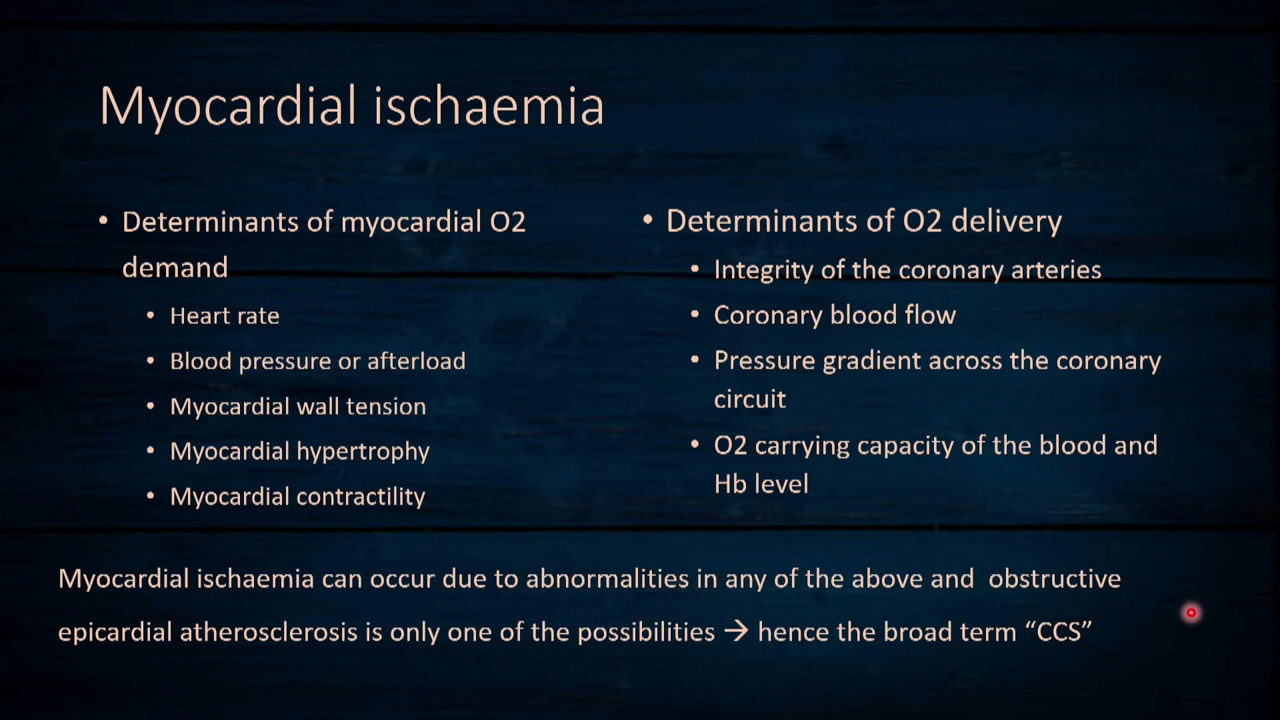 Myocardial ischaemia
• Determinants of myocardial O2
demand
• Heart rate
• Blood pressure or afterload
• Myocardial wall tension
• Myocardial hypertrophy
• Myocardial contractility
• Determinants of O2 delivery
• Integrity of the coronary arteries
• Coronary blood flow
• Pressure gradient across the coronary
circuit
• O2 carrying capacity of the blood and
Hb level
Myocardial ischaemia can occur due to abnormalities in any of the above and  obstructive
epicardial atherosclerosis is only one of the possibilities → hence the broad term “CCS”